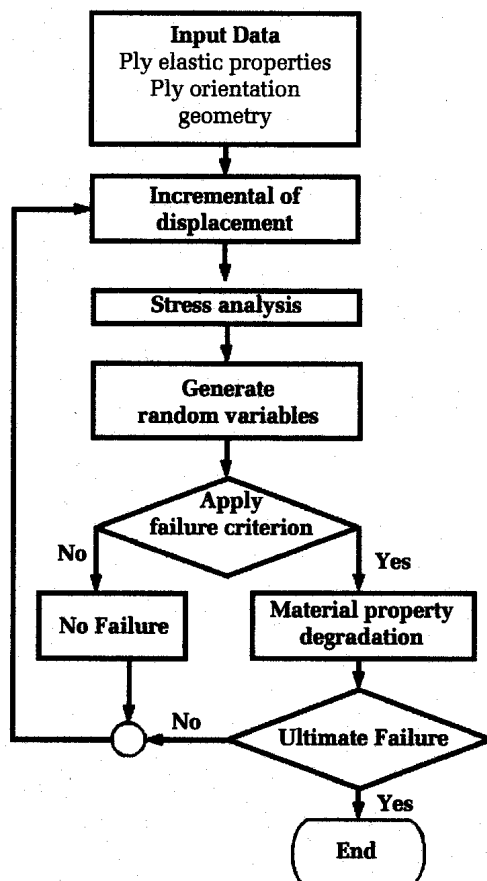 Input Data
Ply elastic properties
Ply orientation
geometry
Incremental of
displacement
Stress analysis
Generate
random variables
Apply
failure criterion
No
Yes
No Failure
Material property
degradation
No
Ultimate Failure
Yes
End